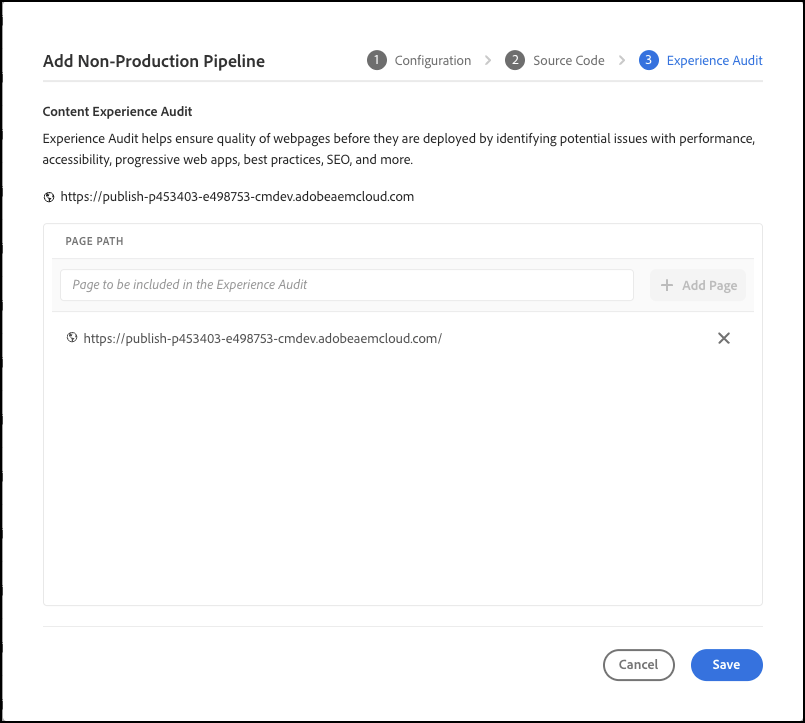 Add Non-Production Pipeline
1 Configuration
2 Source Code
3 Experience Audit
Content Experience Audit
Experience Audit helps ensure quality of webpages before they are deployed by identifying potential issues with performance,
accessibility, progressive web apps, best practices, SEO, and more.
https://publish-p453403-e498753-cmdev.adobeaemcloud.com
PAGE PATH
Page to be included in the Experience Audit
Add Page
https://publish-p453403-e498753-cmdev.adobeaemcloud.com/
Cancel
Save